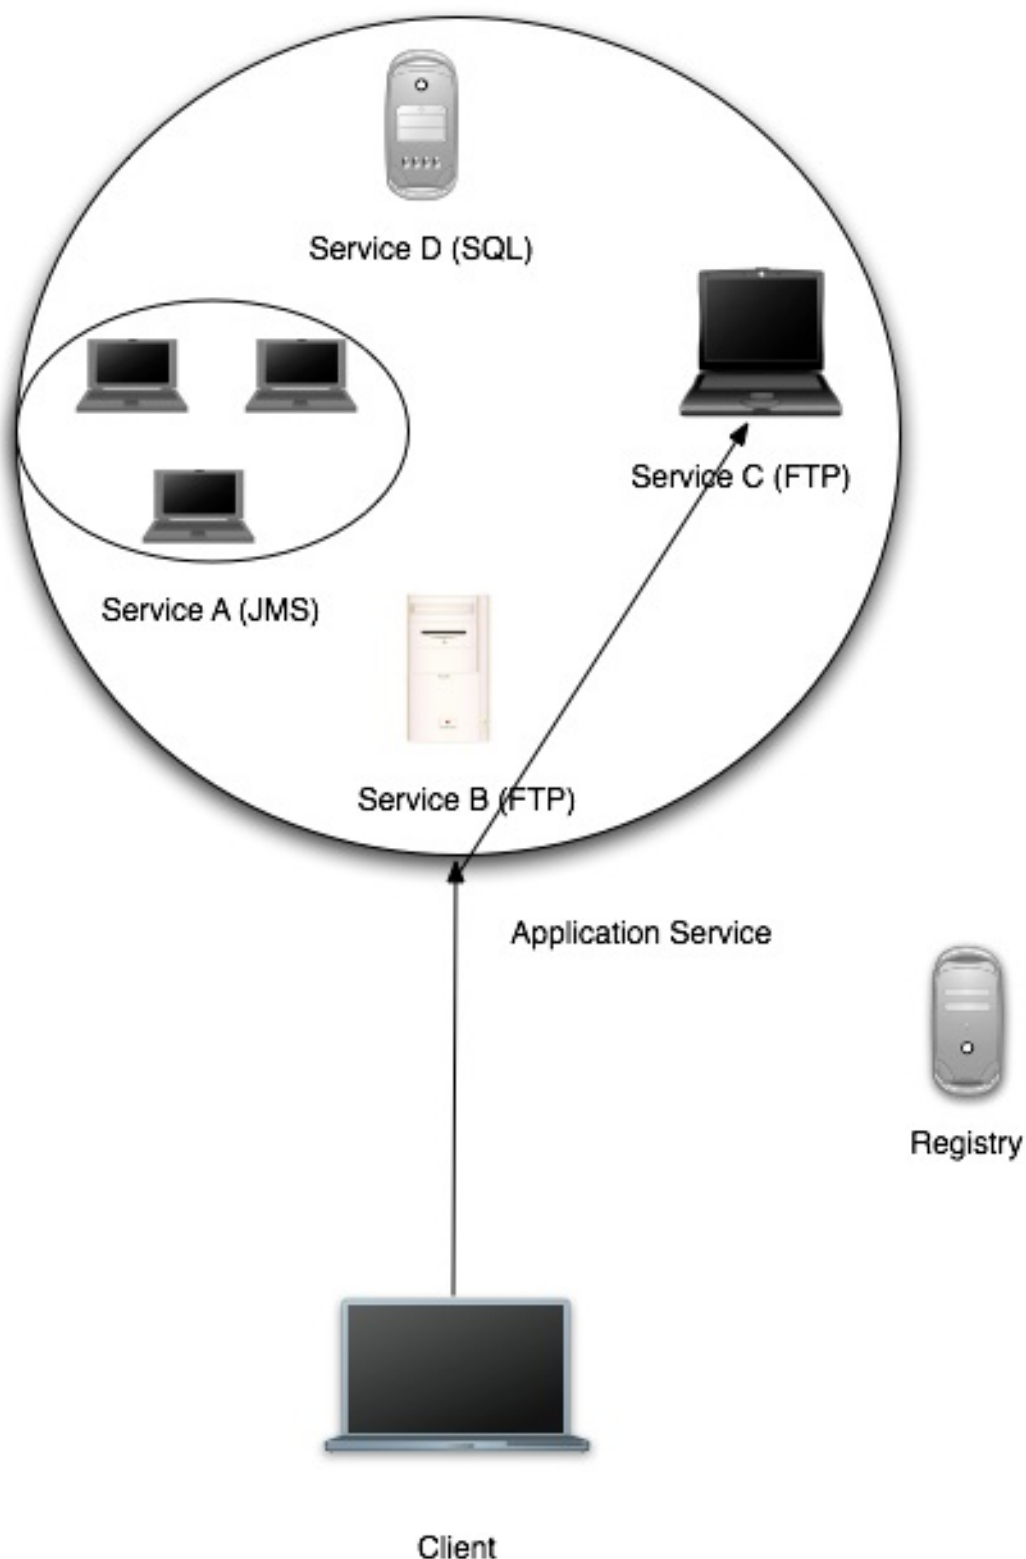 Service D (SQL)
Service C (FTP)
Service A (JMS)
Service B (FTP)
Application Service
Registry
Client